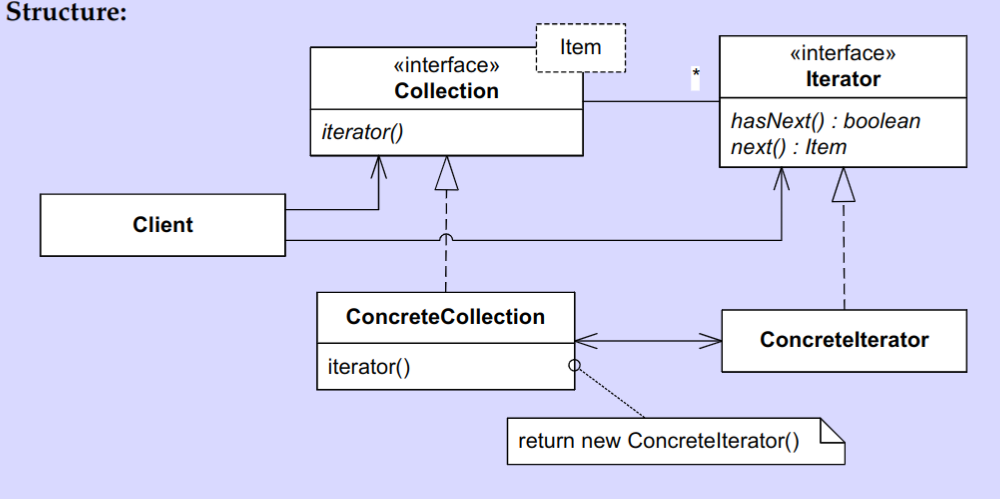 Structure:
Item
«interface»
Collection
iterator()
*
«interface»
Iterator
hasNext() : boolean
next() : Item
Client
ConcreteCollection
iterator()
ConcreteIterator
return new ConcreteIterator()